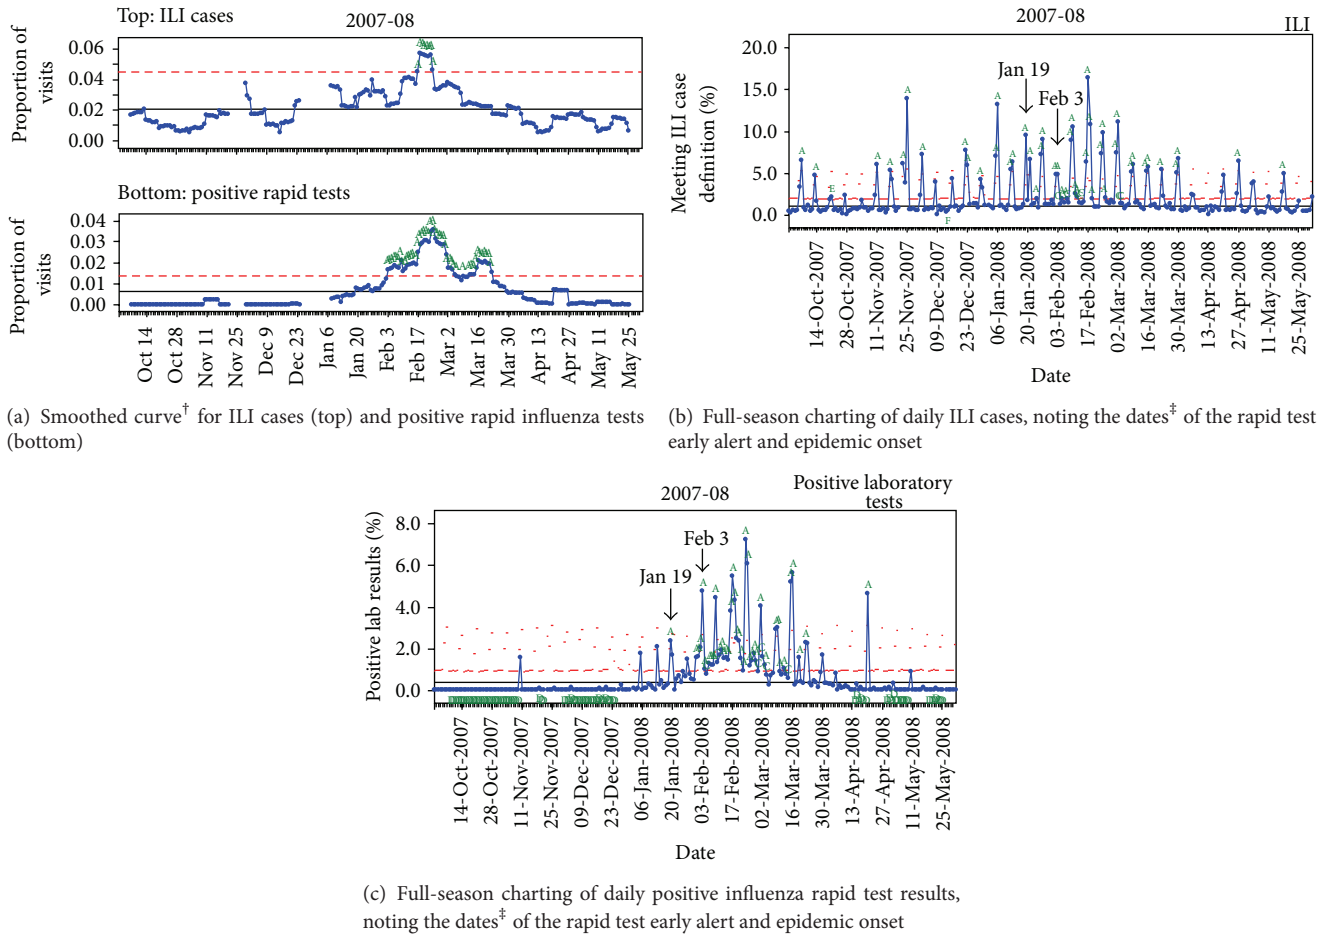 Top: ILI cases
2007-08
Proportion of
visits
0.06
0.04
0.02
0.00
A A A A A A
Bottom: positive rapid tests
Proportion of
visits
0.04
0.03
0.02
0.01
0.00
Oct 14
Oct 28
Nov 11
Nov 25
Dec 9
Dec 23
Jan 6
Jan 20
Feb 3
Feb 17
Mar 2
Mar 16
Mar 30
Apr 13
Apr 27
May 11
May 25
(a) Smoothed curve† for ILI cases (top) and positive rapid influenza tests
(bottom)
2007-08
ILI
Meeting ILI case
definition (%)
20.0
15.0
10.0
5.0
0.0
Jan 19
Feb 3
E
F
14-Oct-2007
28-Oct-2007
11-Nov-2007
25-Nov-2007
09-Dec-2007
23-Dec-2007
06-Jan-2008
20-Jan-2008
03-Feb-2008
17-Feb-2008
02-Mar-2008
16-Mar-2008
30-Mar-2008
13-Apr-2008
27-Apr-2008
11-May-2008
25-May-2008
Date
(b) Full-season charting of daily ILI cases, noting the dates‡ of the rapid test
early alert and epidemic onset
2007-08
Positive laboratory
tests
Positive lab results (%)
8.0
6.0
4.0
2.0
0.0
Jan 19
Feb 3
14-Oct-2007
28-Oct-2007
11-Nov-2007
25-Nov-2007
09-Dec-2007
23-Dec-2007
06-Jan-2008
20-Jan-2008
03-Feb-2008
17-Feb-2008
02-Mar-2008
16-Mar-2008
30-Mar-2008
13-Apr-2008
27-Apr-2008
11-May-2008
25-May-2008
Date
(c) Full-season charting of daily positive influenza rapid test results,
noting the dates‡ of the rapid test early alert and epidemic onset